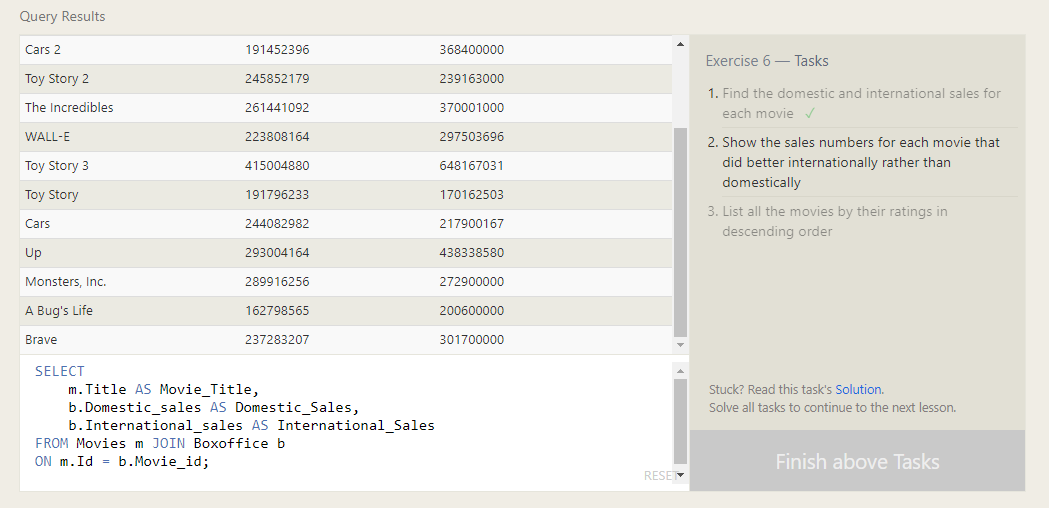 Query Results
Cars 2 191452396 368400000
Toy Story 2 245852179 239163000
The Incredibles 261441092 370001000
WALL-E 223808164 297503696
Toy Story 3 415004880 648167031
Toy Story 191796233 170162503
Cars 244082982 217900167
Up 293004164 438338580
Monsters, Inc. 289916256 272900000
A Bug's Life 162798565 200600000
Brave 237283207 301700000
SELECT
m.Title AS Movie_Title,
b.Domestic_sales AS Domestic_Sales,
b.International_sales AS International_Sales
FROM Movies m JOIN Boxoffice b
ON m.Id = b.Movie_id;
RESET
Exercise 6 — Tasks
1. Find the domestic and international sales for
each movie ✓
2. Show the sales numbers for each movie that
did better internationally rather than
domestically
3. List all the movies by their ratings in
descending order
Stuck? Read this task's Solution.
Solve all tasks to continue to the next lesson.
Finish above Tasks